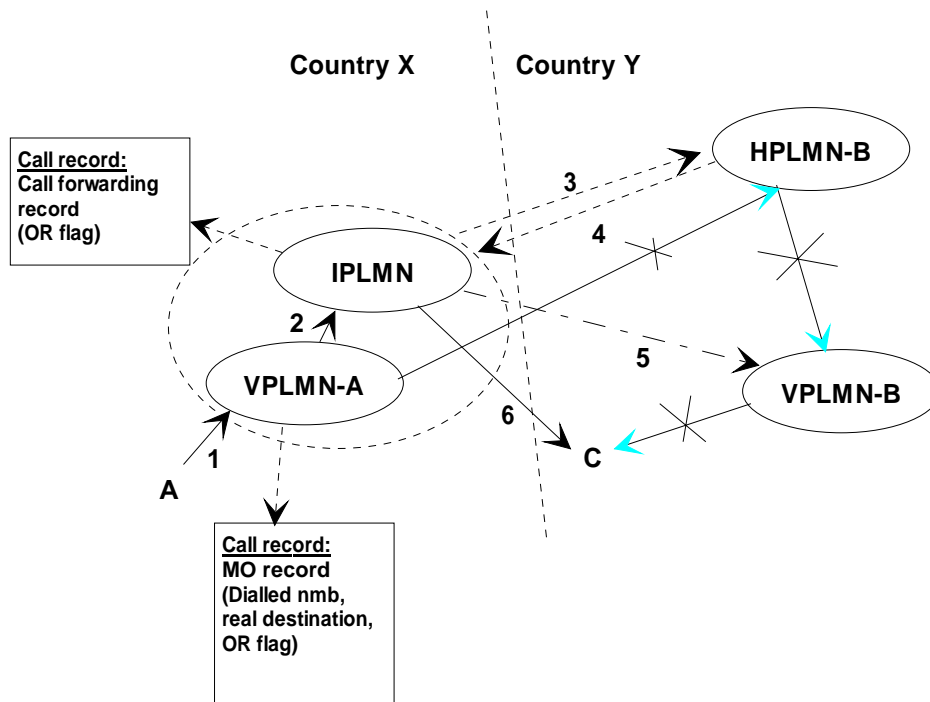 Country X
Country Y
Call record:
Call forwarding
record
(OR flag)
HPLMN-B
3
4
IPLMN
2
VPLMN-A
5
VPLMN-B
6
1
C
A
Call record:
MO record
(Dialled nmb,
real destination,
OR flag)